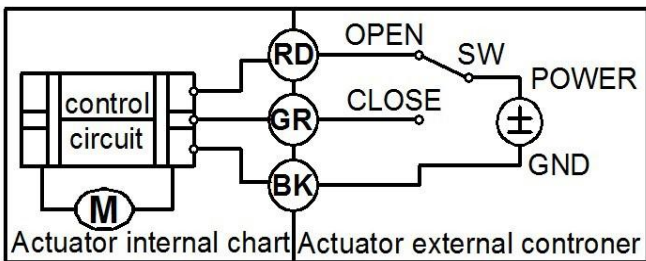 RD
OPEN
SW
POWER
control
circuit
GR
CLOSE
±
GND
BK
M
Actuator internal chart
Actuator external controner